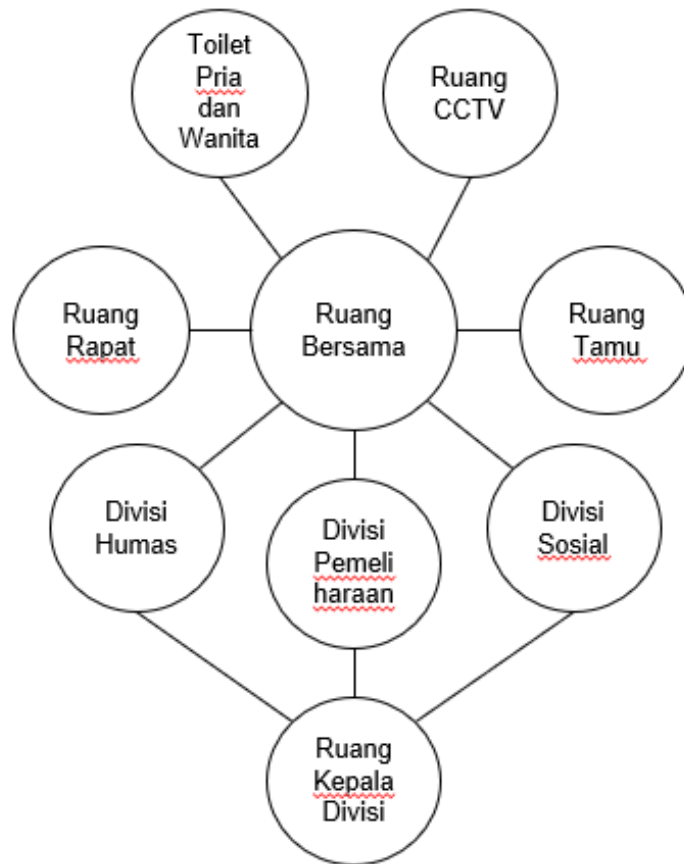 Toilet
Pria
dan
Wanita
Ruang
CCTV
Ruang
Rapat
Ruang
Bersama
Ruang
Tamu
Divisi
Humas
Divisi
Pemeli
haraan
Divisi
Sosial
Ruang
Kepala
Divisi